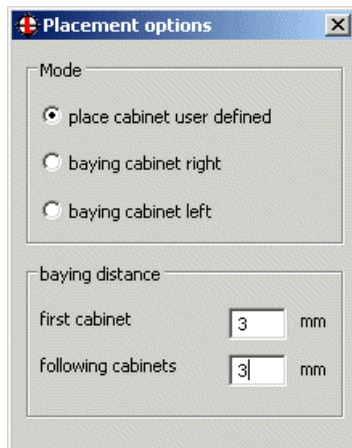 Placement options
Mode
place cabinet user defined
baying cabinet right
baying cabinet left
baying distance
first cabinet 3 mm
following cabinets 3 mm